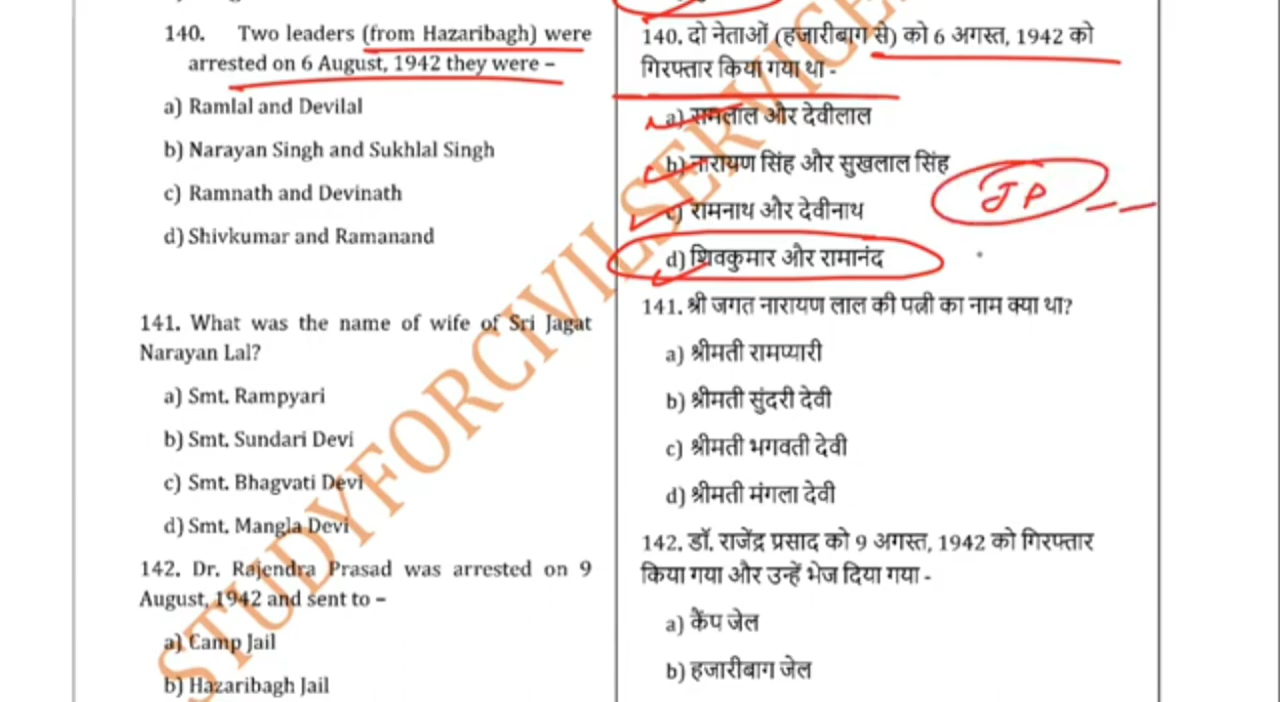 140. Two leaders (from Hazaribagh) were
arrested on 6 August, 1942 they were –
a) Ramlal and Devilal
b) Narayan Singh and Sukhlal Singh
c) Ramnath and Devinath
d) Shivkumar and Ramanand
141. What was the name of wife of Sri Jagat
Narayan Lal?
a) Smt. Rampyari
b) Smt. Sundari Devi
c) Smt. Bhagvati Devi
d) Smt. Mangla Devi
142. Dr. Rajendra Prasad was arrested on 9
August, 1942 and sent to –
a) Camp Jail
b) Hazaribagh Jail
140. दो नेताओं (हजारीबाग से) को 6 अगस्त, 1942 को
गिरफ्तार किया गया था -
a) रामलाल और देवीलाल
b) नारायण सिंह और सुखलाल सिंह
c) रामनाथ और देवीनाथ
d) शिवकुमार और रामानंद
JP
141. श्री जगत नारायण लाल की पत्नी का नाम क्या था?
a) श्रीमती रामप्यारी
b) श्रीमती सुंदरी देवी
c) श्रीमती भगवती देवी
d) श्रीमती मंगला देवी
142. डॉ. राजेंद्र प्रसाद को 9 अगस्त, 1942 को गिरफ्तार
किया गया और उन्हें भेज दिया गया -
a) कैंप जेल
b) हजारीबाग जेल
STUDYFORCIVILSERVICES